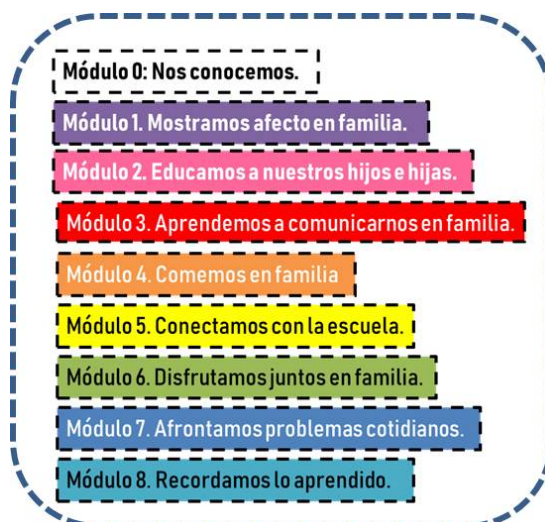 Módulo 0: Nos conocemos.
Módulo 1. Mostramos afecto en familia.
Módulo 2. Educamos a nuestros hijos e hijas.
Módulo 3. Aprendemos a comunicarnos en familia.
Módulo 4. Comemos en familia
Módulo 5. Conectamos con la escuela.
Módulo 6. Disfrutamos juntos en familia.
Módulo 7. Afrontamos problemas cotidianos.
Módulo 8. Recordamos lo aprendido.